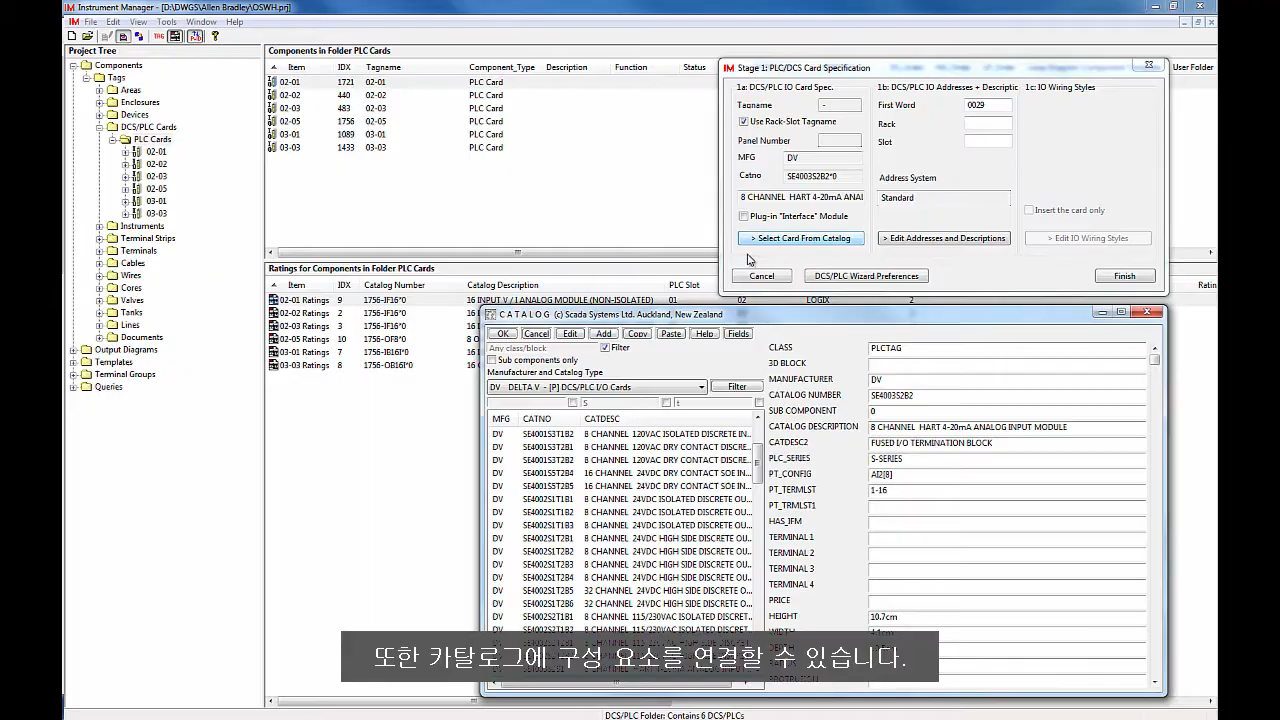 Instrument Manager - [D:\DWGS\Allen Bradley\OSWH.prj]
IM File Edit View Tools Window Help
TAG
Project Tree
Components
Tags
Areas
Enclosures
Devices
DCS/PLC Cards
PLC Cards
02-01
02-02
02-03
02-05
03-01
03-03
Instruments
Terminal Strips
Terminals
Cables
Wires
Cores
Valves
Tanks
Lines
Documents
Output Diagrams
Templates
Terminal Groups
Queries
Components in Folder PLC Cards
Item IDX Tagname Component_Type Description Function Status
User Folder
02-01 1721 02-01 PLC Card
02-02 440 02-02 PLC Card
02-03 483 02-03 PLC Card
02-05 1756 02-05 PLC Card
03-01 1089 03-01 PLC Card
03-03 1433 03-03 PLC Card
Ratings for Components in Folder PLC Cards
Item IDX Catalog Number Catalog Description PLC Slot
02-01 Ratings 9 1756-IF16*0 16 INPUT V / I ANALOG MODULE (NON-ISOLATED) 01 02 LOGIX 2
02-02 Ratings 2 1756-IF16*0
02-03 Ratings 3 1756-IF16*0
02-05 Ratings 10 1756-OF8*0
03-01 Ratings 7 1756-IB16I*0
03-03 Ratings 8 1756-OB16I*0
IM Stage 1: PLC/DCS Card Specification
1a: DCS/PLC IO Card Spec.
Tagname -
Use Rack-Slot Tagname
Panel Number
MFG DV
Catno SE4003S2B2*0
8 CHANNEL HART 4-20mA ANAL
Plug-in "Interface" Module
> Select Card From Catalog
1b: DCS/PLC IO Addresses + Descriptic
First Word 0029
Rack
Slot
Address System
Standard
> Edit Addresses and Descriptions
1c: IO Wiring Styles
Insert the card only
> Edit IO Wiring Styles
Cancel DCS/PLC Wizard Preferences Finish
C A T A L O G (c) Scada Systems Ltd. Auckland, New Zealand
OK Cancel Edit Add Copy Paste Help Fields
Any class/block Filter
Sub components only
Manufacturer and Catalog Type
DV DELTA V - [P] DCS/PLC I/O Cards Filter
S t
MFG CATNO CATDESC
DV SE4001S3T1B2 8 CHANNEL 120VAC ISOLATED DISCRETE IN...
DV SE4001S3T2B1 8 CHANNEL 120VAC DRY CONTACT DISCRE...
DV SE4001S3T2B2 8 CHANNEL 120VAC DRY CONTACT DISCRE...
DV SE4001S5T2B4 16 CHANNEL 24VDC DRY CONTACT SOE IN...
DV SE4001S5T2B5 16 CHANNEL 24VDC DRY CONTACT SOE IN...
DV SE4002S1T1B1 8 CHANNEL 24VDC ISOLATED DISCRETE OU...
DV SE4002S1T1B2 8 CHANNEL 24VDC ISOLATED DISCRETE OU...
DV SE4002S1T1B3 8 CHANNEL 24VDC ISOLATED DISCRETE OU...
DV SE4002S1T2B1 8 CHANNEL 24VDC HIGH SIDE DISCRETE OU...
DV SE4002S1T2B2 8 CHANNEL 24VDC HIGH SIDE DISCRETE OU...
DV SE4002S1T2B3 8 CHANNEL 24VDC HIGH SIDE DISCRETE OU...
DV SE4002S1T2B4 8 CHANNEL 24VDC HIGH SIDE DISCRETE OU...
DV SE4002S1T2B5 32 CHANNEL 24VDC HIGH SIDE DISCRETE O...
DV SE4002S1T2B6 32 CHANNEL 24VDC HIGH SIDE DISCRETE O...
DV SE4002S2T1B1 8 CHANNEL 115/230VAC ISOLATED DISCRET...
CLASS PLCTAG
3D BLOCK
MANUFACTURER DV
CATALOG NUMBER SE4003S2B2
SUB COMPONENT 0
CATALOG DESCRIPTION 8 CHANNEL HART 4-20mA ANALOG INPUT MODULE
CATDESC2 FUSED I/O TERMINATION BLOCK
PLC_SERIES S-SERIES
PT_CONFIG AI2[8]
PT_TERMLST 1-16
PT_TRMLST1
HAS_IFM
TERMINAL 1
TERMINAL 2
TERMINAL 3
TERMINAL 4
PRICE
HEIGHT 10.7cm
또한 카탈로그에 구성 요소를 연결할 수 있습니다.
DCS/PLC Folder: Contains 6 DCS/PLCs